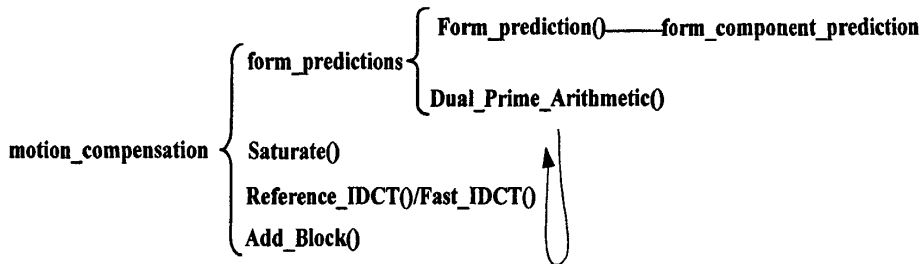 Form_prediction()
form_component_prediction
form_predictions
Dual_Prime_Arithmetic()
motion_compensation
Saturate()
Reference_IDCT()/Fast_IDCT()
Add_Block()